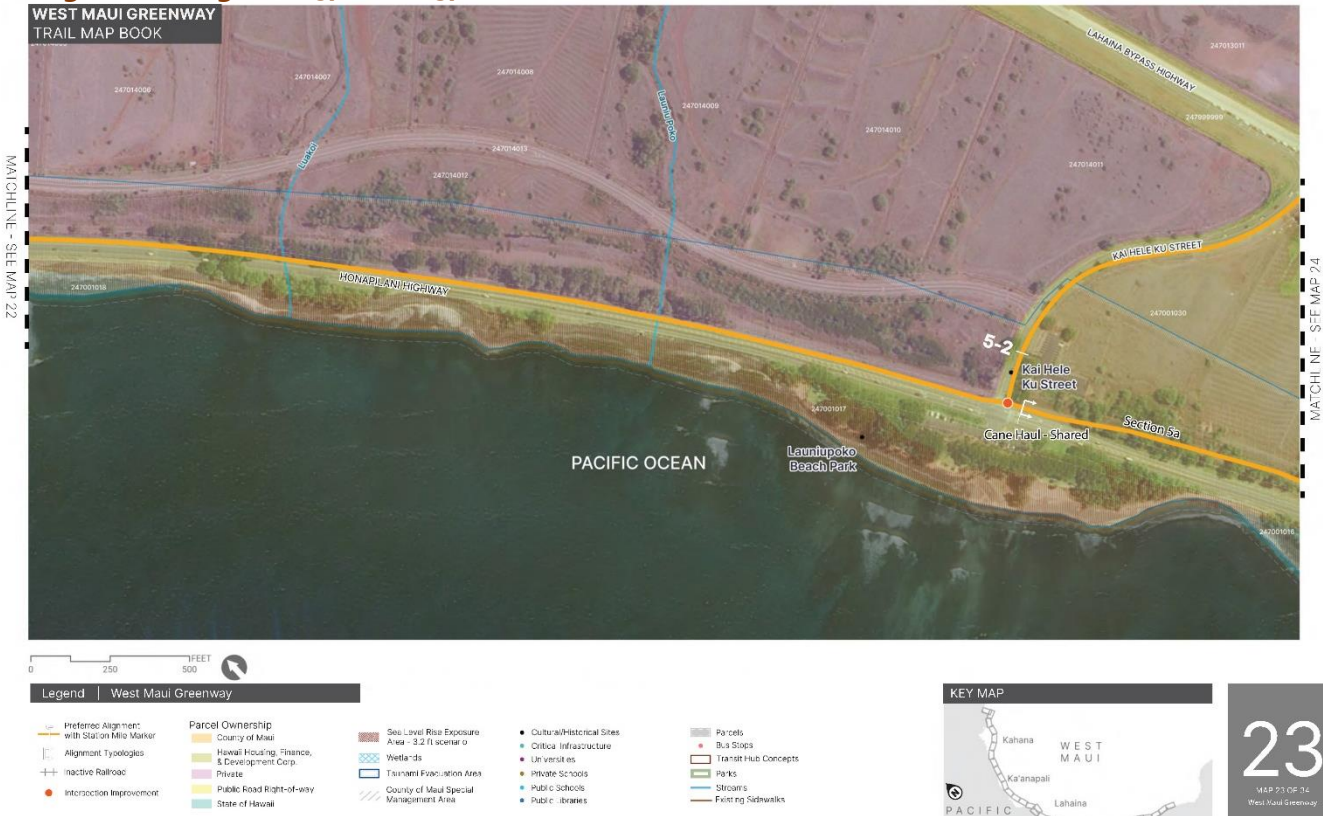 WEST MAUI GREENWAY
TRAIL MAP BOOK
LAHAINA BYPASS HIGHWAY
247013011
247014008
247014007
247014008
Luakoi
Launiu Poko
247014009
247014010
247999999
247014013
247014012
247014011
MATCHLINE - SEE MAP 22
MATCHLINE - SEE MAP 24
KAI HELE KU STREET
247001018
HONAPIILANI HIGHWAY
247001030
5-2
Kai Hele
Ku Street
247001017
Cane Haul - Shared
Section 5a
Launiupoko
Beach Park
PACIFIC OCEAN
247001016
0 250 500 FEET
Legend | West Maui Greenway
Preferred Alignment
with Station Mile Marker
Alignment Typologies
Inactive Railroad
Intersection Improvement
Parcel Ownership
County of Maui
Hawaii Housing, Finance,
& Development Corp.
Private
Public Road Right-of-way
State of Hawaii
Sea Level Rise Exposure
Area - 3.2 ft scenario
Wetlands
Tsunami Evacuation Area
County of Maui Special
Management Area
Cultural/Historical Sites
Critical Infrastructure
Universities
Private Schools
Public Schools
Public Libraries
Parcels
Bus Stops
Transit Hub Concepts
Parks
Streams
Existing Sidewalks
KEY MAP
Kahana
WEST
MAUI
Ka'anapali
Lahaina
PACIFIC
23
MAP 23 OF 34
West Maui Greenway